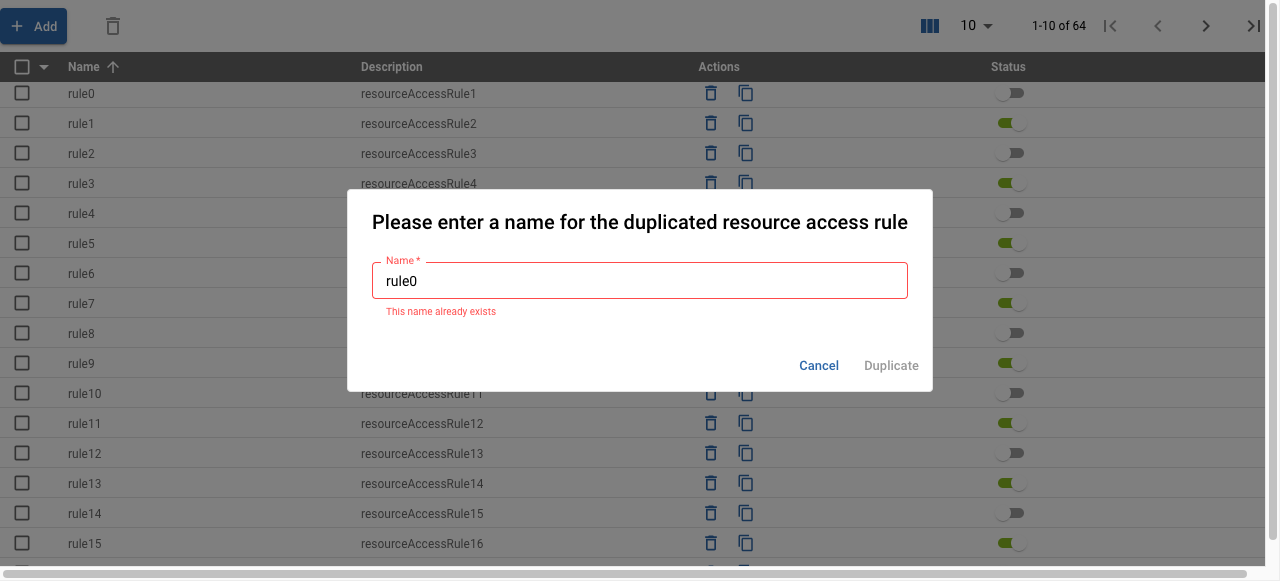 Add 10 1-10 of 64
Name Description Actions Status
rule0 resourceAccessRule1
rule1 resourceAccessRule2
rule2 resourceAccessRule3
rule3 resourceAccessRule4
Please enter a name for the duplicated resource access rule
rule4
rule5
Name *
rule6
rule0
rule7
This name already exists
rule8
rule9
Cancel Duplicate
rule10 resourceAccessRule11
rule11 resourceAccessRule12
rule12 resourceAccessRule13
rule13 resourceAccessRule14
rule14 resourceAccessRule15
rule15 resourceAccessRule16